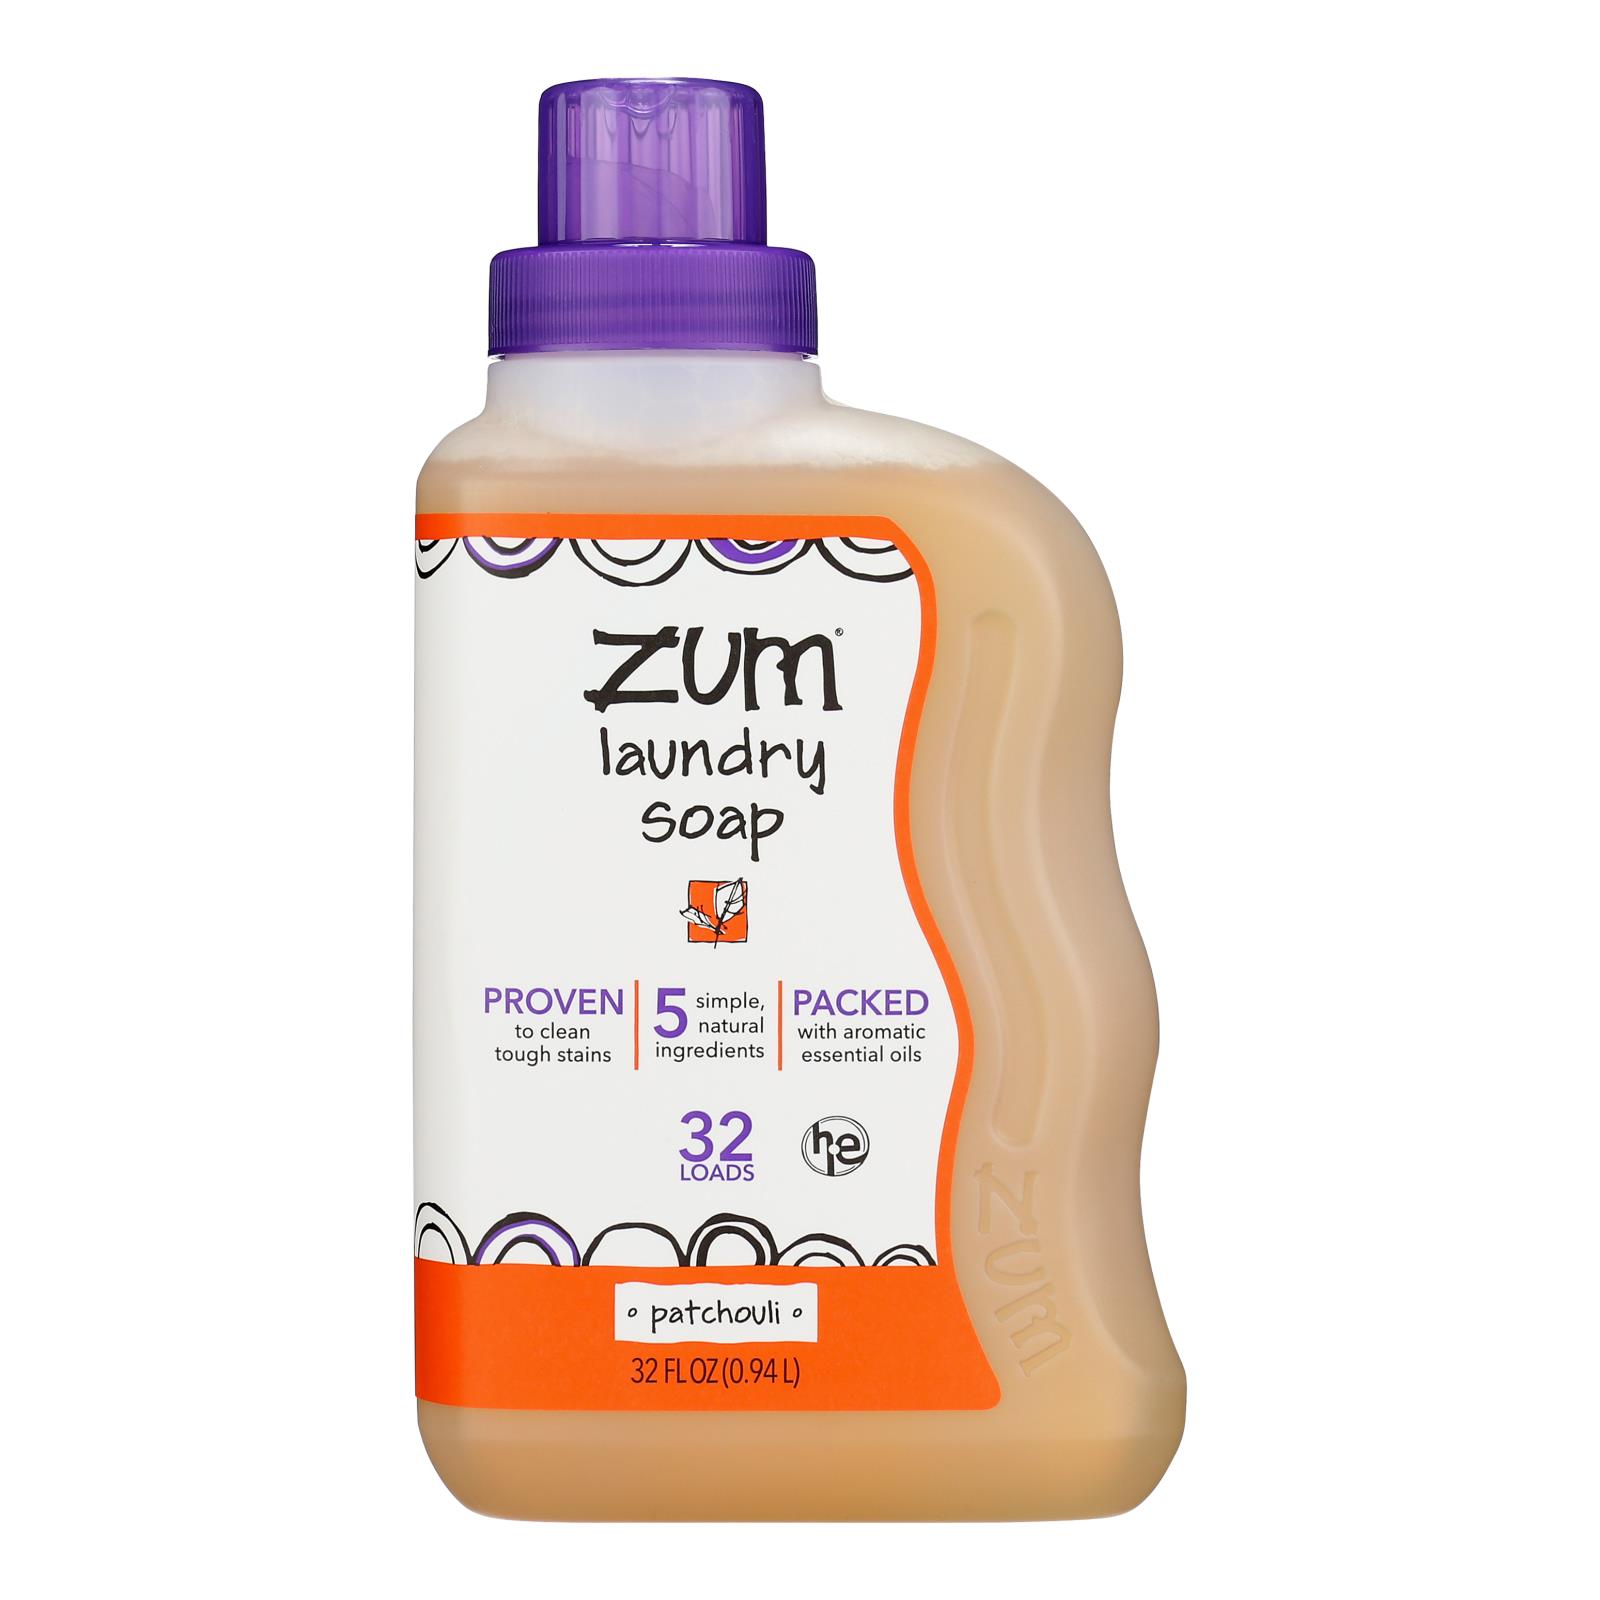 zum®
laundry
soap
PROVEN
to clean
tough stains
5 simple,
natural
ingredients
PACKED
with aromatic
essential oils
32
LOADS
he
patchouli
32 FL OZ (0.94 L)
zum